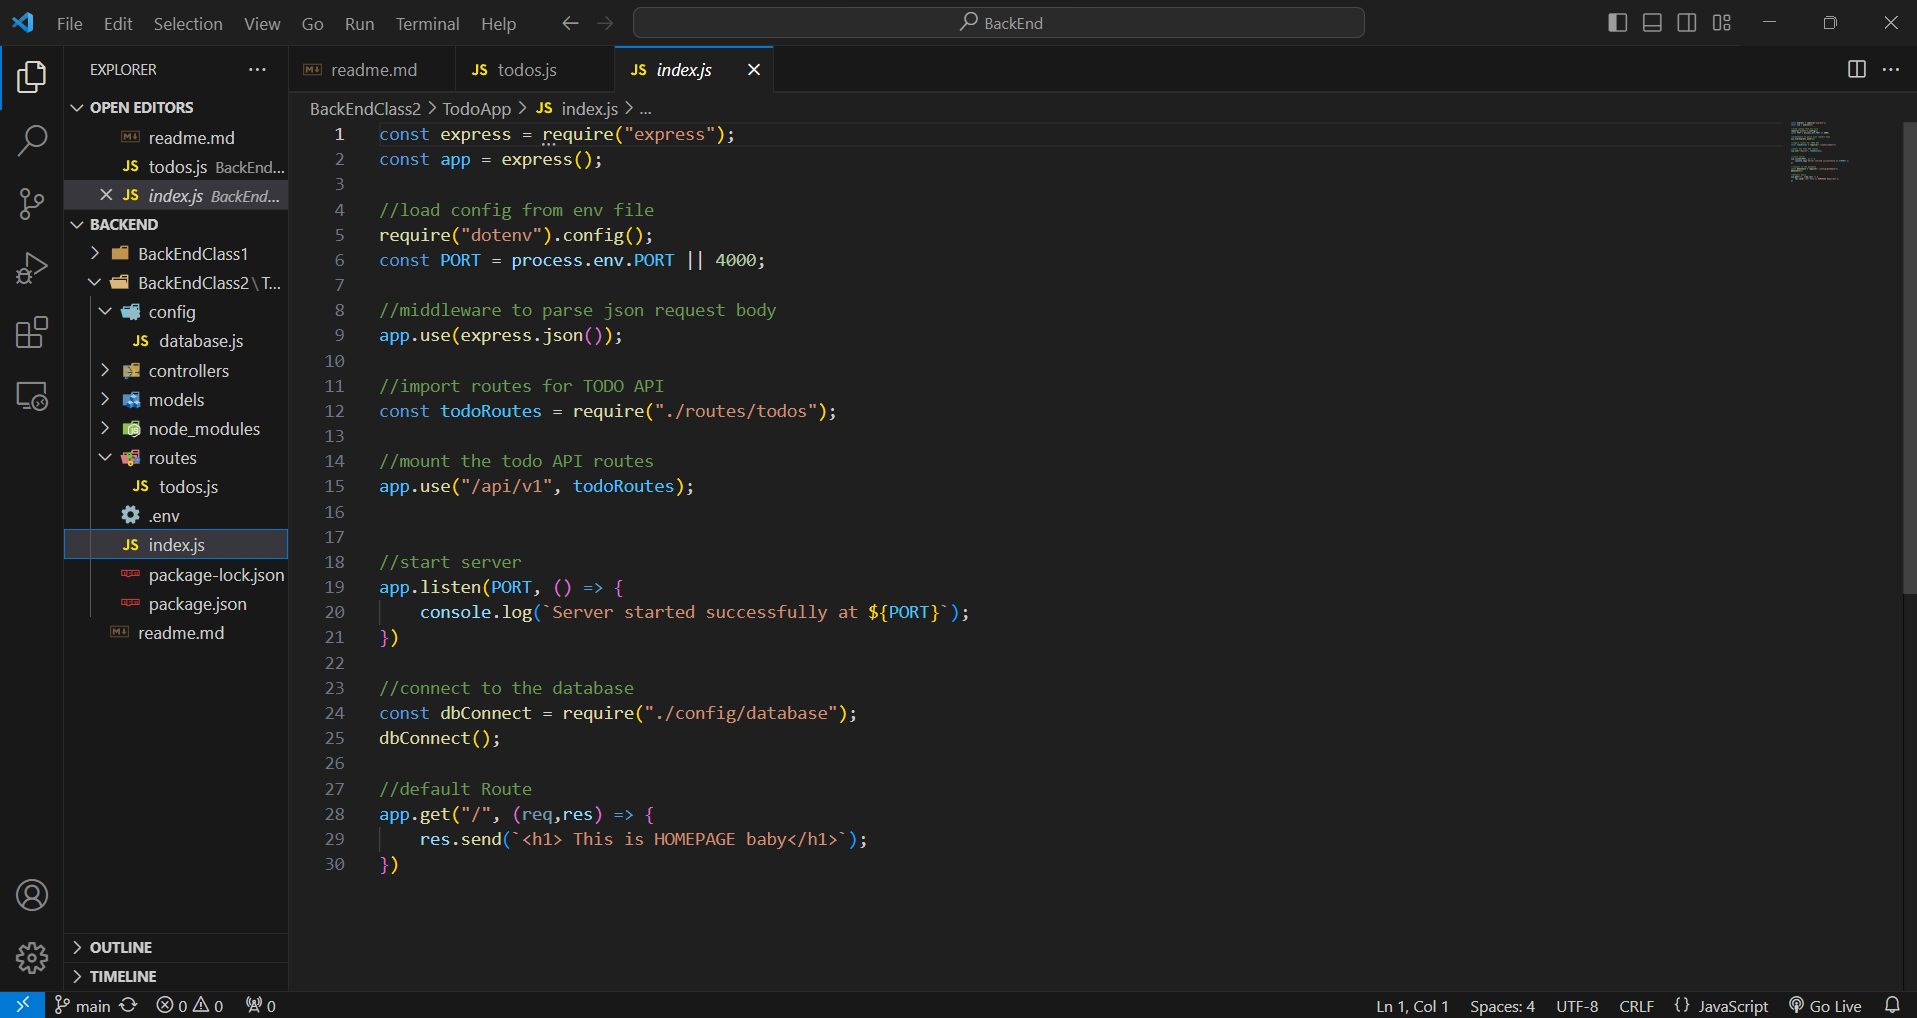 File Edit Selection View Go Run Terminal Help
BackEnd
EXPLORER
OPEN EDITORS
readme.md
JS todos.js BackEnd...
JS index.js BackEnd...
BACKEND
BackEndClass1
BackEndClass2\T...
config
JS database.js
controllers
models
node_modules
routes
JS todos.js
.env
JS index.js
package-lock.json
package.json
readme.md
OUTLINE
TIMELINE
readme.md
JS todos.js
JS index.js
BackEndClass2 > TodoApp > JS index.js > ...
1 const express = require("express");
2 const app = express();
3
4 //load config from env file
5 require("dotenv").config();
6 const PORT = process.env.PORT || 4000;
7
8 //middleware to parse json request body
9 app.use(express.json());
10
11 //import routes for TODO API
12 const todoRoutes = require("./routes/todos");
13
14 //mount the todo API routes
15 app.use("/api/v1", todoRoutes);
16
17
18 //start server
19 app.listen(PORT, () => {
20 console.log(`Server started successfully at ${PORT}`);
21 })
22
23 //connect to the database
24 const dbConnect = require("./config/database");
25 dbConnect();
26
27 //default Route
28 app.get("/", (req,res) => {
29 res.send(`<h1> This is HOMEPAGE baby</h1>`);
30 })
main 0 0 0
Ln 1, Col 1 Spaces: 4 UTF-8 CRLF {} JavaScript Go Live